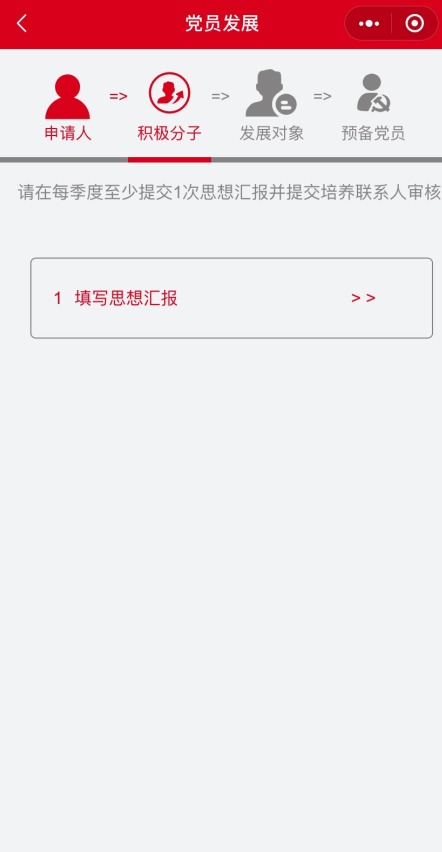 党员发展
申请人 => 积极分子 => 发展对象 => 预备党员
请在每季度至少提交1次思想汇报并提交培养联系人审核
1 填写思想汇报 >>